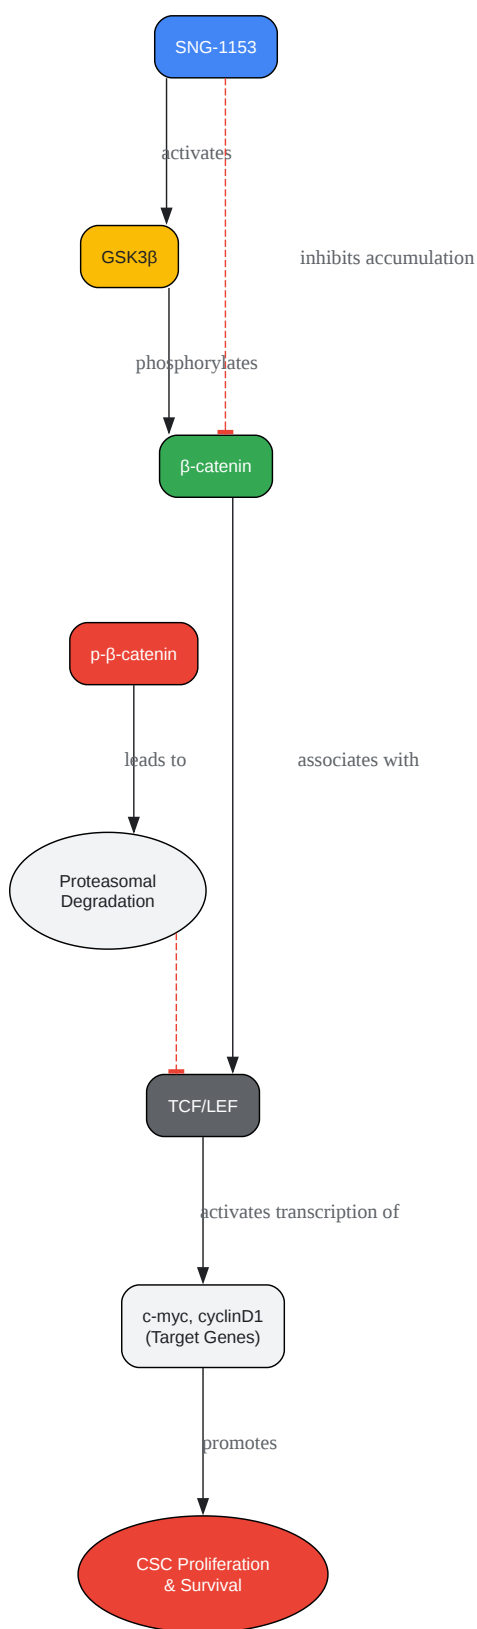 SNG-1153
activates
GSK3β
inhibits accumulation
phosphorylates
β-catenin
p-β-catenin
leads to
associates with
Proteasomal
Degradation
TCF/LEF
activates transcription of
c-myc, cyclinD1
(Target Genes)
promotes
CSC Proliferation
& Survival